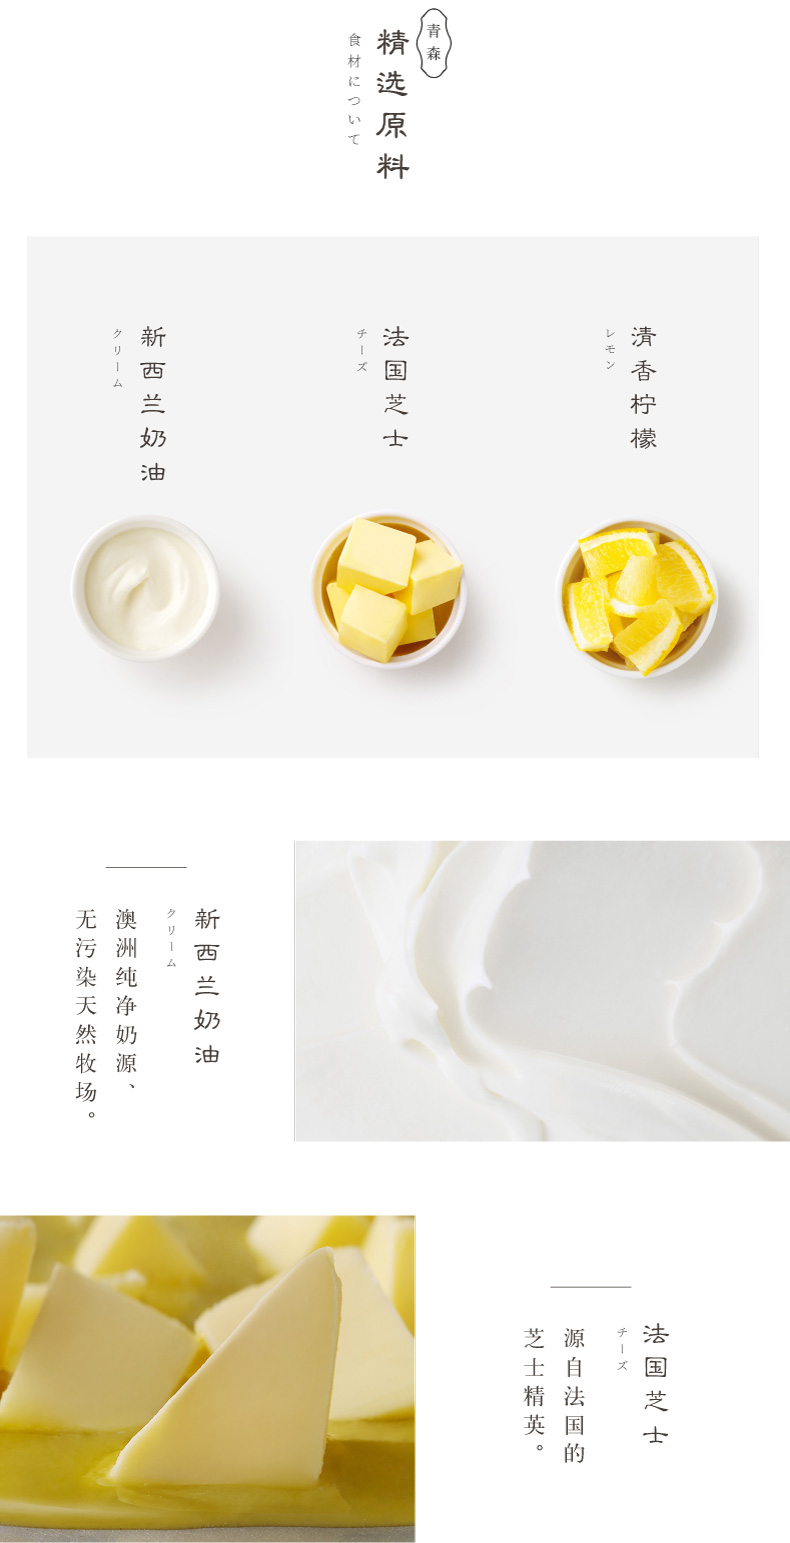 青森
精选原料
食材について
清香柠檬
レモン
法国芝士
チーズ
新西兰奶油
クリーム
新西兰奶油
クリーム
澳洲纯净奶源、
无污染天然牧场。
法国芝士
チーズ
源自法国的
芝士精英。